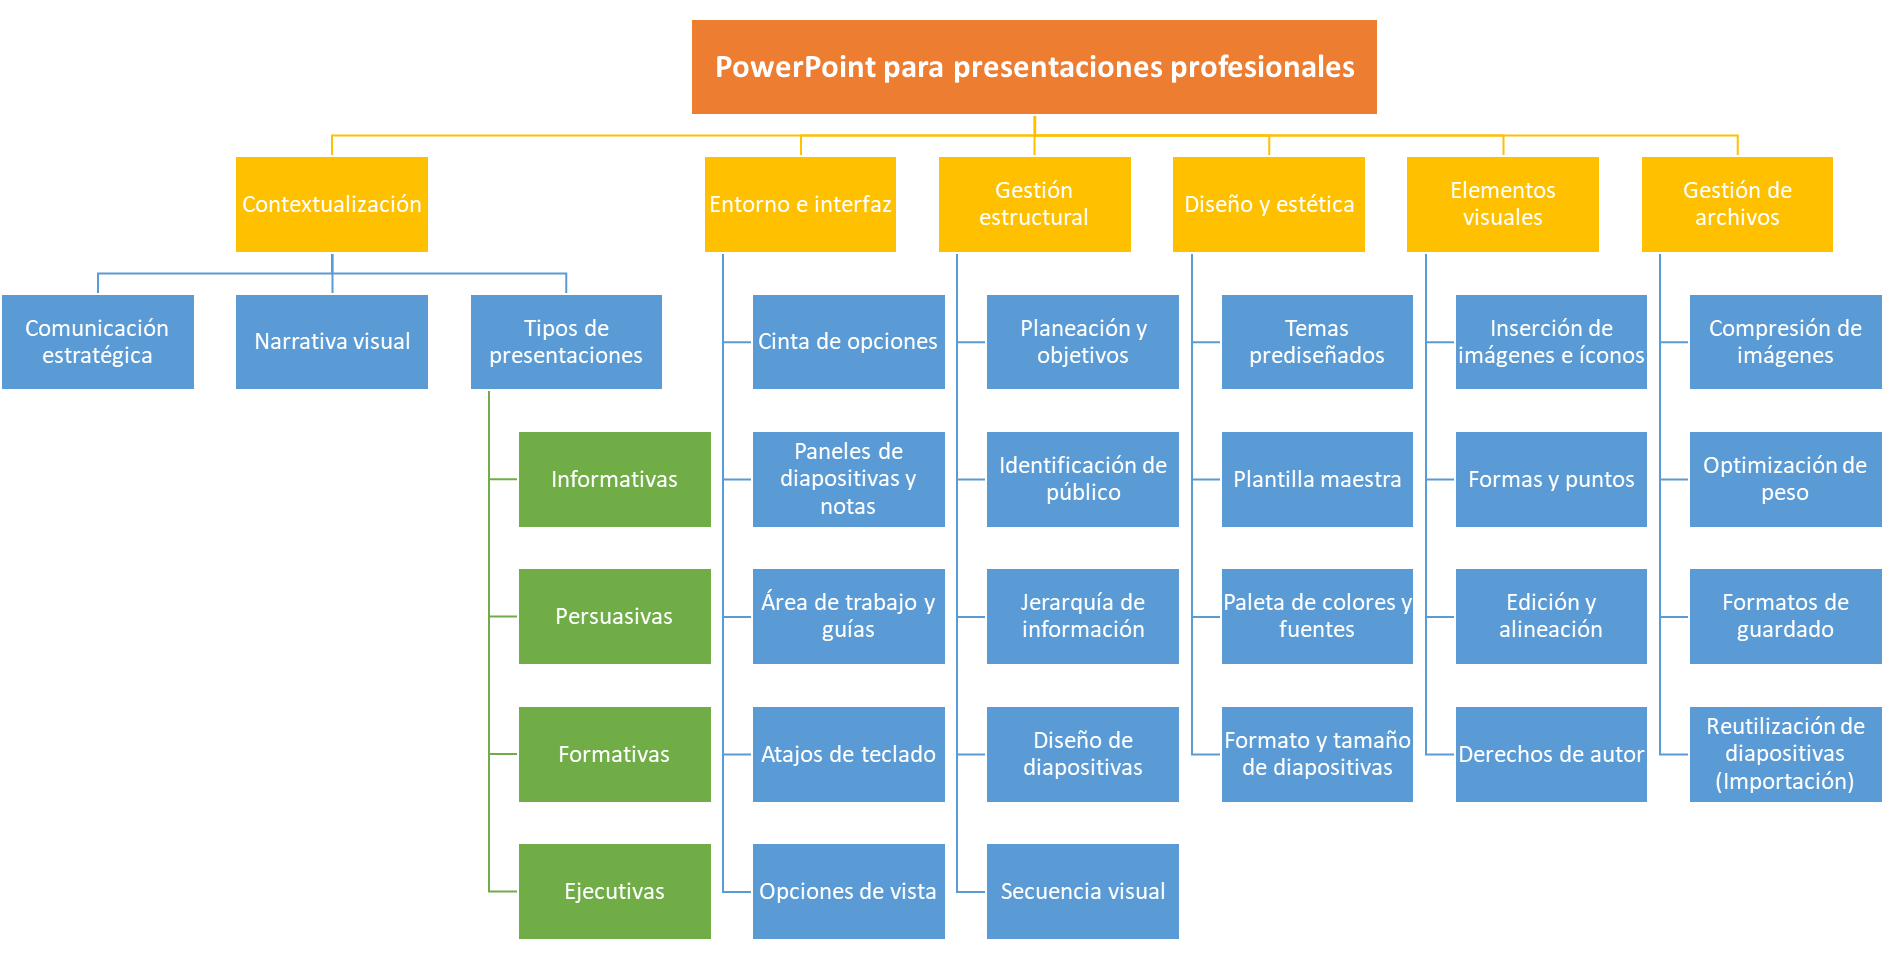 PowerPoint para presentaciones profesionales
Contextualización
Entorno e interfaz
Gestión
estructural
Diseño y estética
Elementos
visuales
Gestión de
archivos
Comunicación
estratégica
Narrativa visual
Tipos de
presentaciones
Cinta de opciones
Planeación y
objetivos
Temas
prediseñados
Inserción de
imágenes e íconos
Compresión de
imágenes
Informativas
Paneles de
diapositivas y
notas
Identificación de
público
Plantilla maestra
Formas y puntos
Optimización de
peso
Persuasivas
Área de trabajo y
guías
Jerarquía de
información
Paleta de colores y
fuentes
Edición y
alineación
Formatos de
guardado
Formativas
Atajos de teclado
Diseño de
diapositivas
Formato y tamaño
de diapositivas
Derechos de autor
Reutilización de
diapositivas
(Importación)
Ejecutivas
Opciones de vista
Secuencia visual